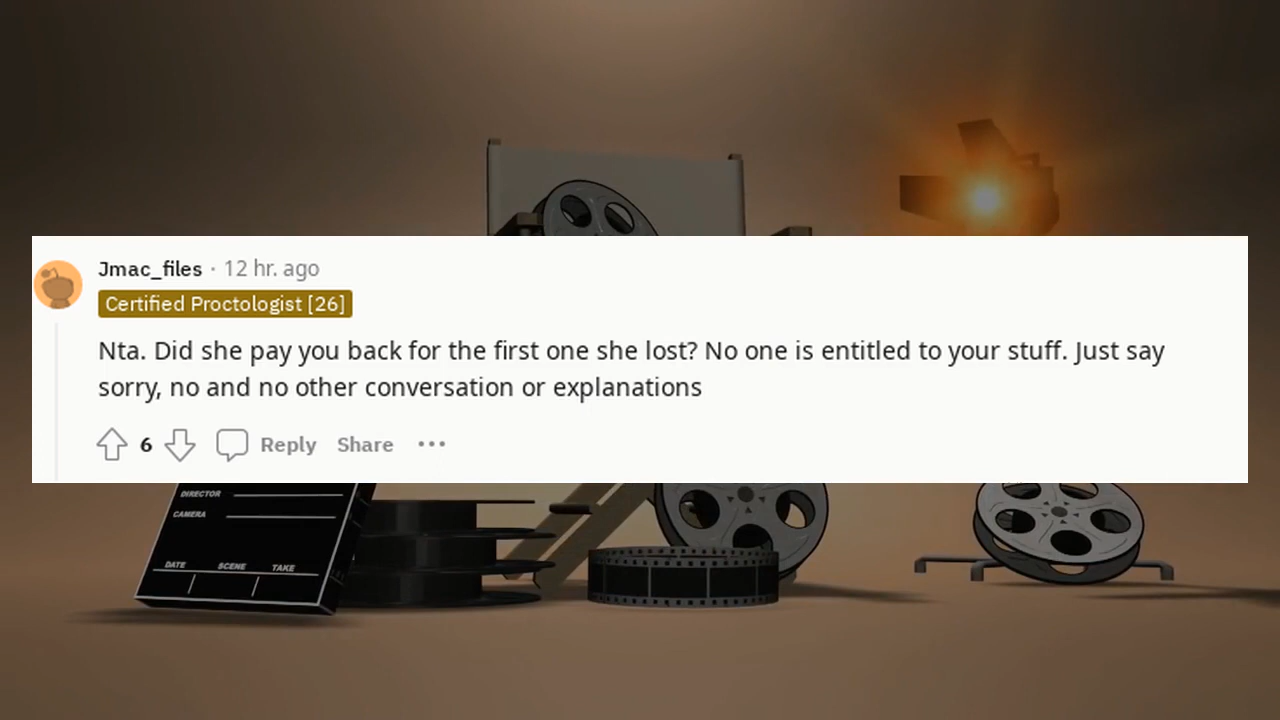 Jmac_files · 12 hr. ago
Certified Proctologist [26]
Nta. Did she pay you back for the first one she lost? No one is entitled to your stuff. Just say
sorry, no and no other conversation or explanations
6 Reply Share •••
DIRECTOR
CAMERA
DATE SCENE TAKE